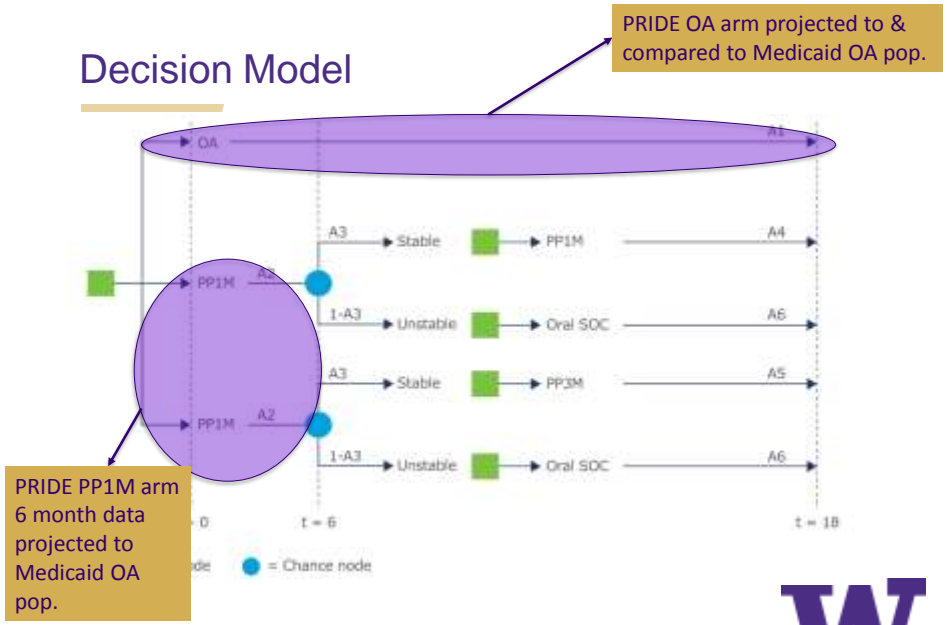 PRIDE OA arm projected to &
compared to Medicaid OA pop.
Decision Model
OA
A1
A3
Stable
PP1M
A4
PP1M
A2
1-A3
Unstable
Oral SOC
A6
A3
Stable
PP3M
A5
PP1M
A2
1-A3
Unstable
Oral SOC
A6
PRIDE PP1M arm
6 month data
projected to
Medicaid OA
pop.
0
t = 6
t = 18
de
= Chance node
W